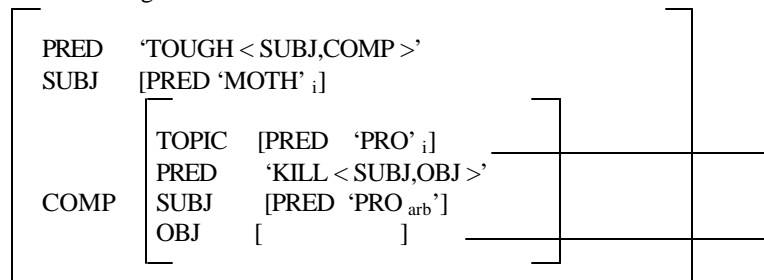 PRED ‘TOUGH < SUBJ,COMP >’
SUBJ [PRED ‘MOTH’ i]
TOPIC [PRED ‘PRO’ i]
PRED ‘KILL < SUBJ,OBJ >’
COMP SUBJ [PRED ‘PRO arb’]
OBJ [ ]